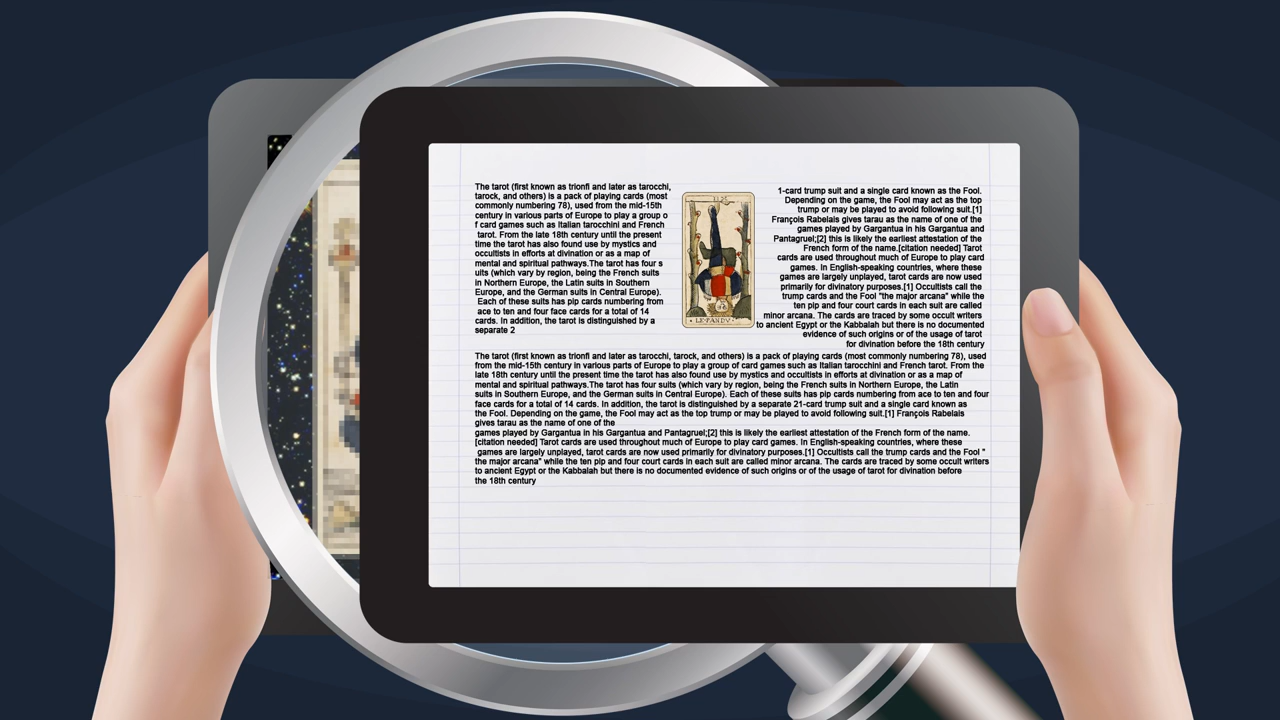 The tarot (first known as trionfi and later as tarocchi,
tarock, and others) is a pack of playing cards (most
commonly numbering 78), used from the mid-15th
century in various parts of Europe to play a group o
f card games such as Italian tarocchini and French
tarot. From the late 18th century until the present
time the tarot has also found use by mystics and
occultists in efforts at divination or as a map of
mental and spiritual pathways.The tarot has four s
uits (which vary by region, being the French suits
in Northern Europe, the Latin suits in Southern
Europe, and the German suits in Central Europe).
Each of these suits has pip cards numbering from
ace to ten and four face cards for a total of 14
cards. In addition, the tarot is distinguished by a
separate 2
1-card trump suit and a single card known as the Fool.
Depending on the game, the Fool may act as the top
trump or may be played to avoid following suit.[1]
François Rabelais gives tarau as the name of one of the
games played by Gargantua in his Gargantua and
Pantagruel;[2] this is likely the earliest attestation of the
French form of the name.[citation needed] Tarot
cards are used throughout much of Europe to play card
games. In English-speaking countries, where these
games are largely unplayed, tarot cards are now used
primarily for divinatory purposes.[1] Occultists call the
trump cards and the Fool "the major arcana" while the
ten pip and four court cards in each suit are called
minor arcana. The cards are traced by some occult writers
to ancient Egypt or the Kabbalah but there is no documented
evidence of such origins or of the usage of tarot
for divination before the 18th century
The tarot (first known as trionfi and later as tarocchi, tarock, and others) is a pack of playing cards (most commonly numbering 78), used
from the mid-15th century in various parts of Europe to play a group of card games such as Italian tarocchini and French tarot. From the
late 18th century until the present time the tarot has also found use by mystics and occultists in efforts at divination or as a map of
mental and spiritual pathways.The tarot has four suits (which vary by region, being the French suits in Northern Europe, the Latin
suits in Southern Europe, and the German suits in Central Europe). Each of these suits has pip cards numbering from ace to ten and four
face cards for a total of 14 cards. In addition, the tarot is distinguished by a separate 21-card trump suit and a single card known as
the Fool. Depending on the game, the Fool may act as the top trump or may be played to avoid following suit.[1] François Rabelais
gives tarau as the name of one of the
games played by Gargantua in his Gargantua and Pantagruel;[2] this is likely the earliest attestation of the French form of the name.
[citation needed] Tarot cards are used throughout much of Europe to play card games. In English-speaking countries, where these
games are largely unplayed, tarot cards are now used primarily for divinatory purposes.[1] Occultists call the trump cards and the Fool "
the major arcana" while the ten pip and four court cards in each suit are called minor arcana. The cards are traced by some occult writers
to ancient Egypt or the Kabbalah but there is no documented evidence of such origins or of the usage of tarot for divination before
the 18th century